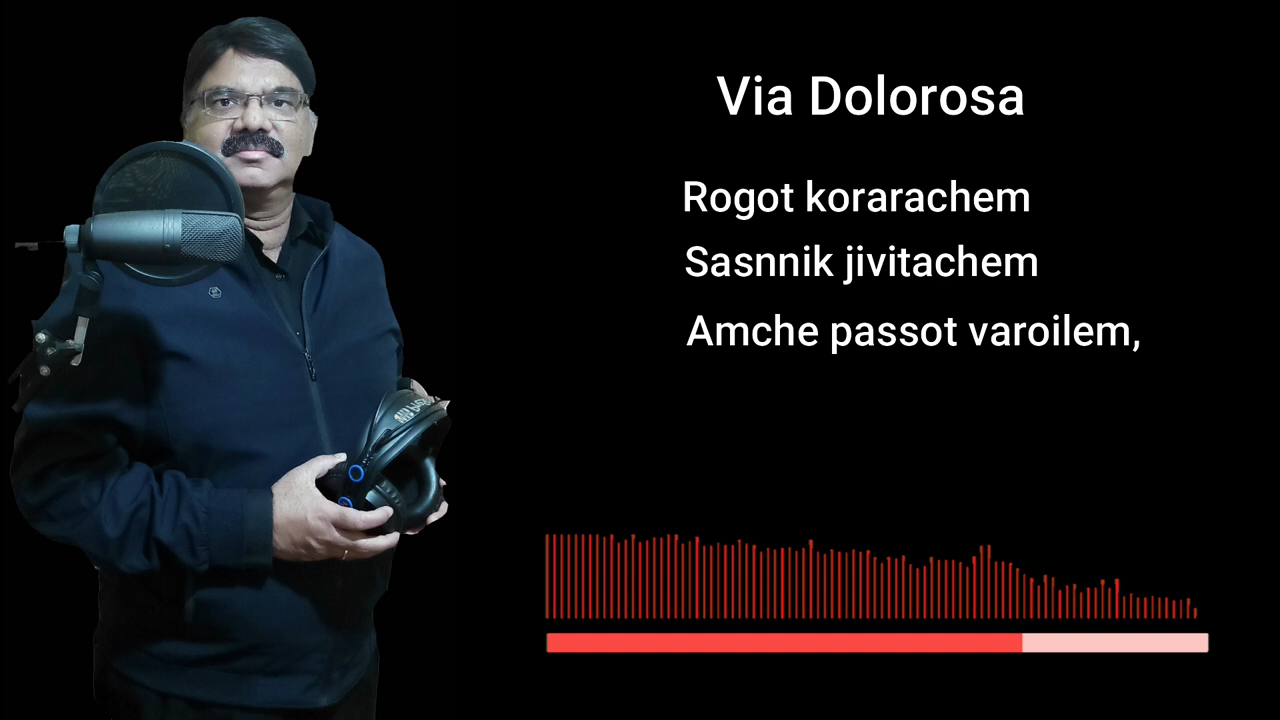 Via Dolorosa
Rogot korarachem
Sasnnik jivitachem
Amche passot varoilem,